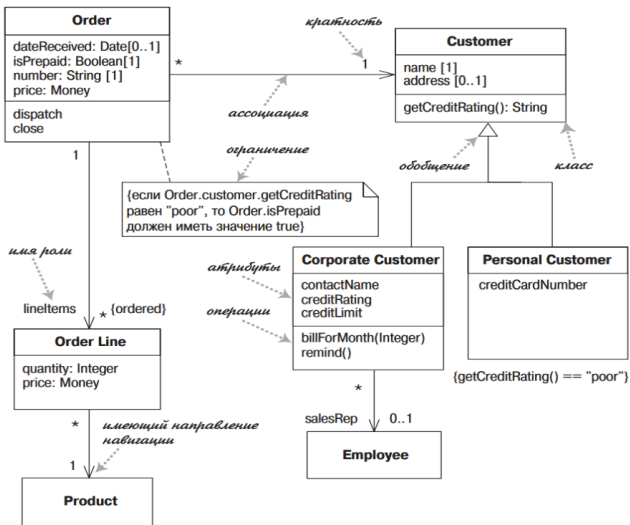 Order
dateReceived: Date[0..1]
isPrepaid: Boolean[1]
number: String [1]
price: Money
dispatch
close
*
1
кратность
ассоциация
Customer
name [1]
address [0..1]
getCreditRating(): String
ограничение
обобщение
класс
1
{если Order.customer.getCreditRating
равен "poor", то Order.isPrepaid
должен иметь значение true}
имя роли
lineItems
* {ordered}
атрибуты
операции
Corporate Customer
contactName
creditRating
creditLimit
billForMonth(Integer)
remind()
Personal Customer
creditCardNumber
{getCreditRating() == "poor"}
Order Line
quantity: Integer
price: Money
*
имеющий направление
навигации
1
Product
*
salesRep
0..1
Employee